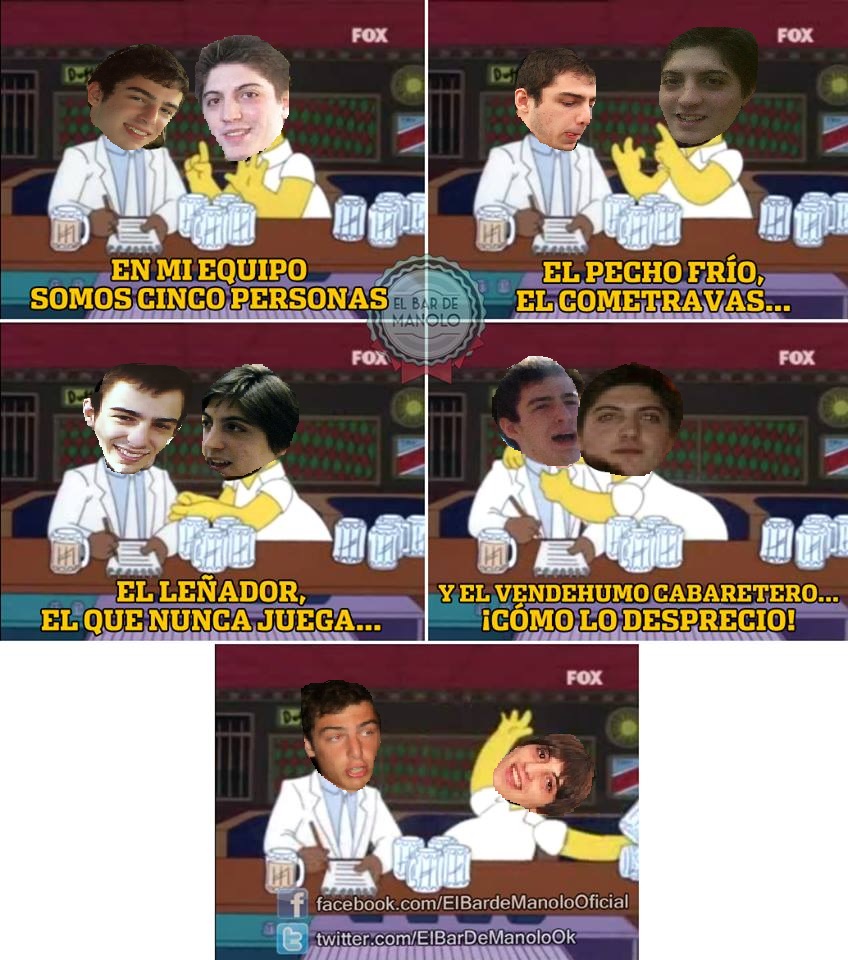 FOX
Duff
EN MI EQUIPO
SOMOS CINCO PERSONAS
FOX
Duff
EL PECHO FRÍO,
EL COMETRAVAS...
EL BAR DE
MANOLO
FOX
EL LEÑADOR,
EL QUE NUNCA JUEGA...
FOX
Y EL VENDEHUMO CABARETERO...
¡CÓMO LO DESPRECIO!
FOX
facebook.com/ElBardeManoloOficial
twitter.com/ElBarDeManoloOk